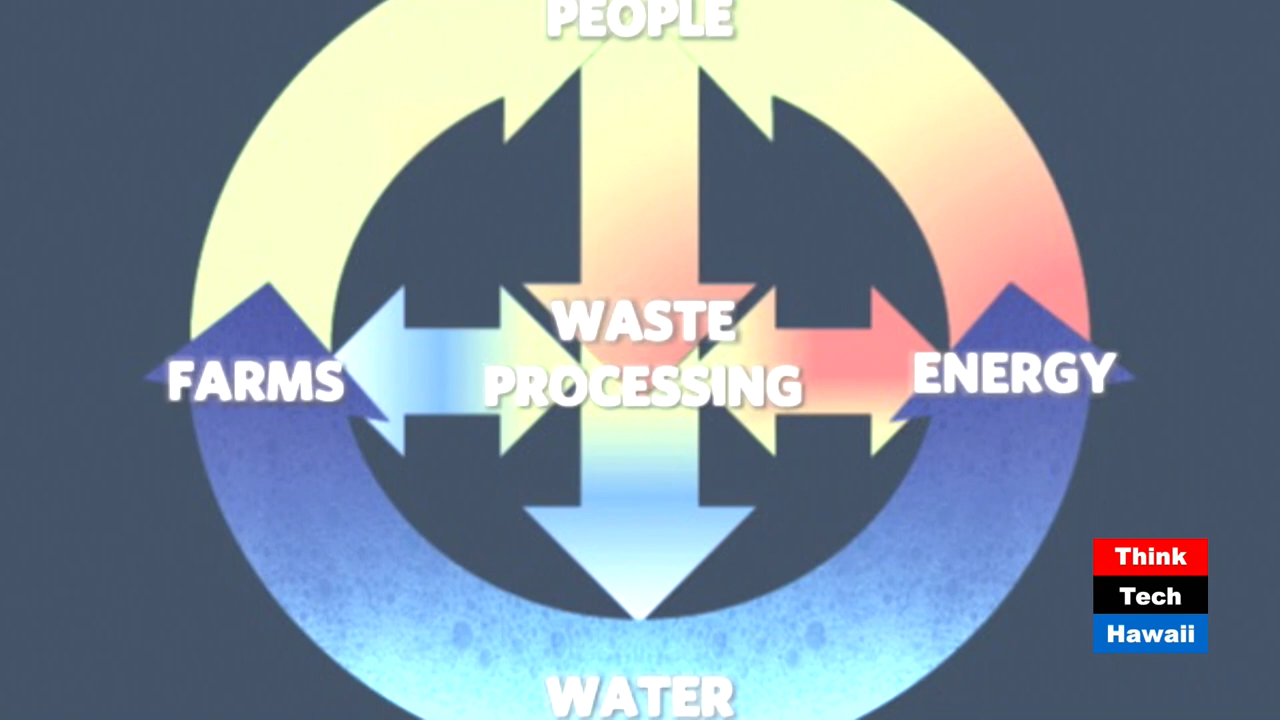 PEOPLE
WASTE
PROCESSING
FARMS
ENERGY
WATER
Think
Tech
Hawaii